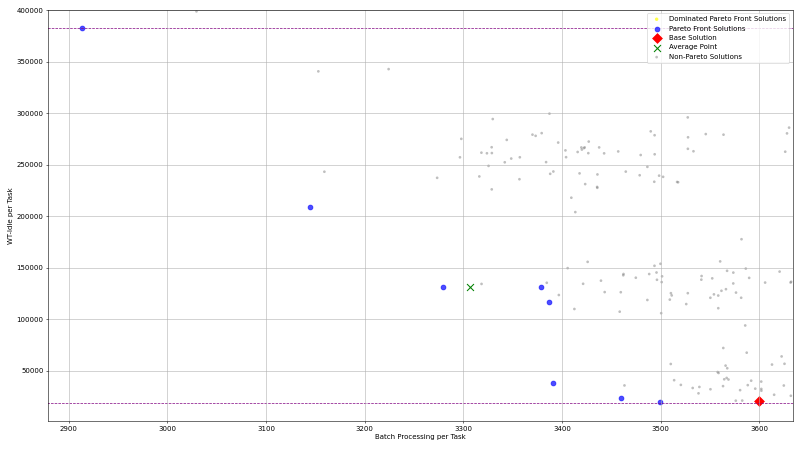 400000
350000
300000
250000
200000
150000
100000
50000
WT-Idle per Task
2900
3000
3100
3200
3300
3400
3500
3600
Batch Processing per Task
Dominated Pareto Front Solutions
Pareto Front Solutions
Base Solution
Average Point
Non-Pareto Solutions